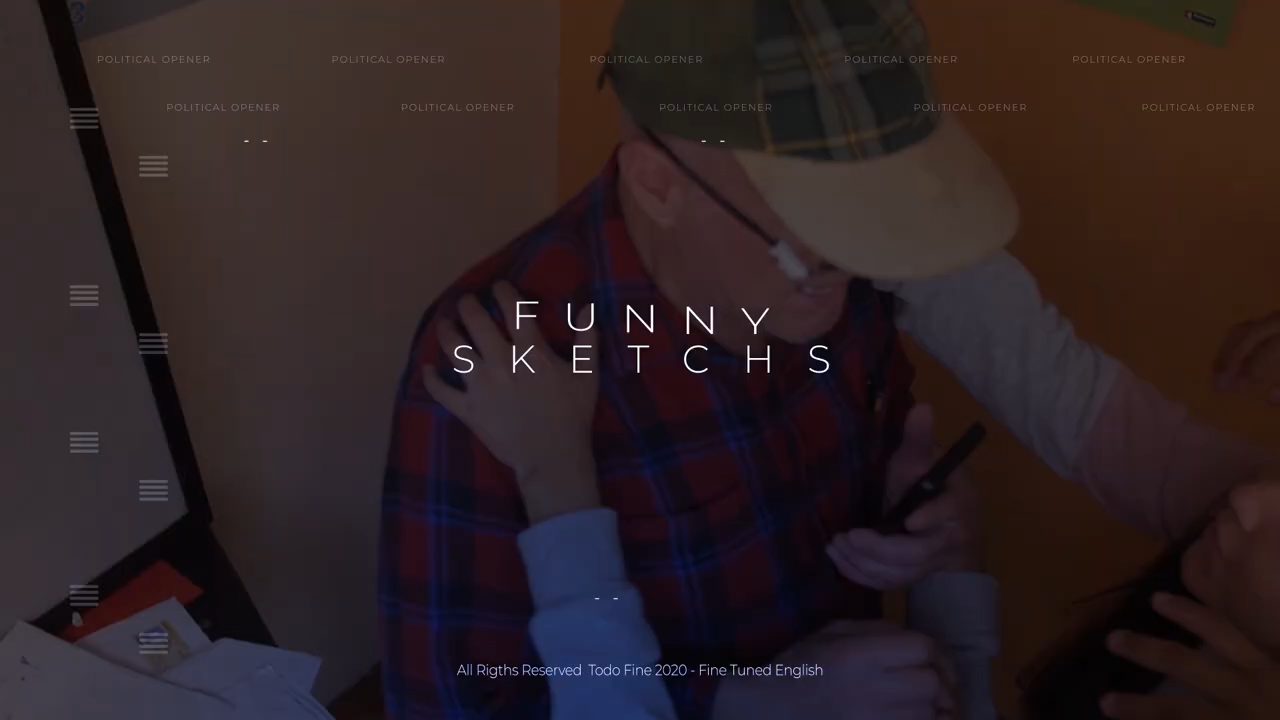 POLITICAL OPENER POLITICAL OPENER POLITICAL OPENER POLITICAL OPENER POLITICAL OPENER
POLITICAL OPENER POLITICAL OPENER POLITICAL OPENER POLITICAL OPENER POLITICAL OPENER
FUNNY
SKETCHS
All Rigths Reserved Todo Fine 2020 - Fine Tuned English